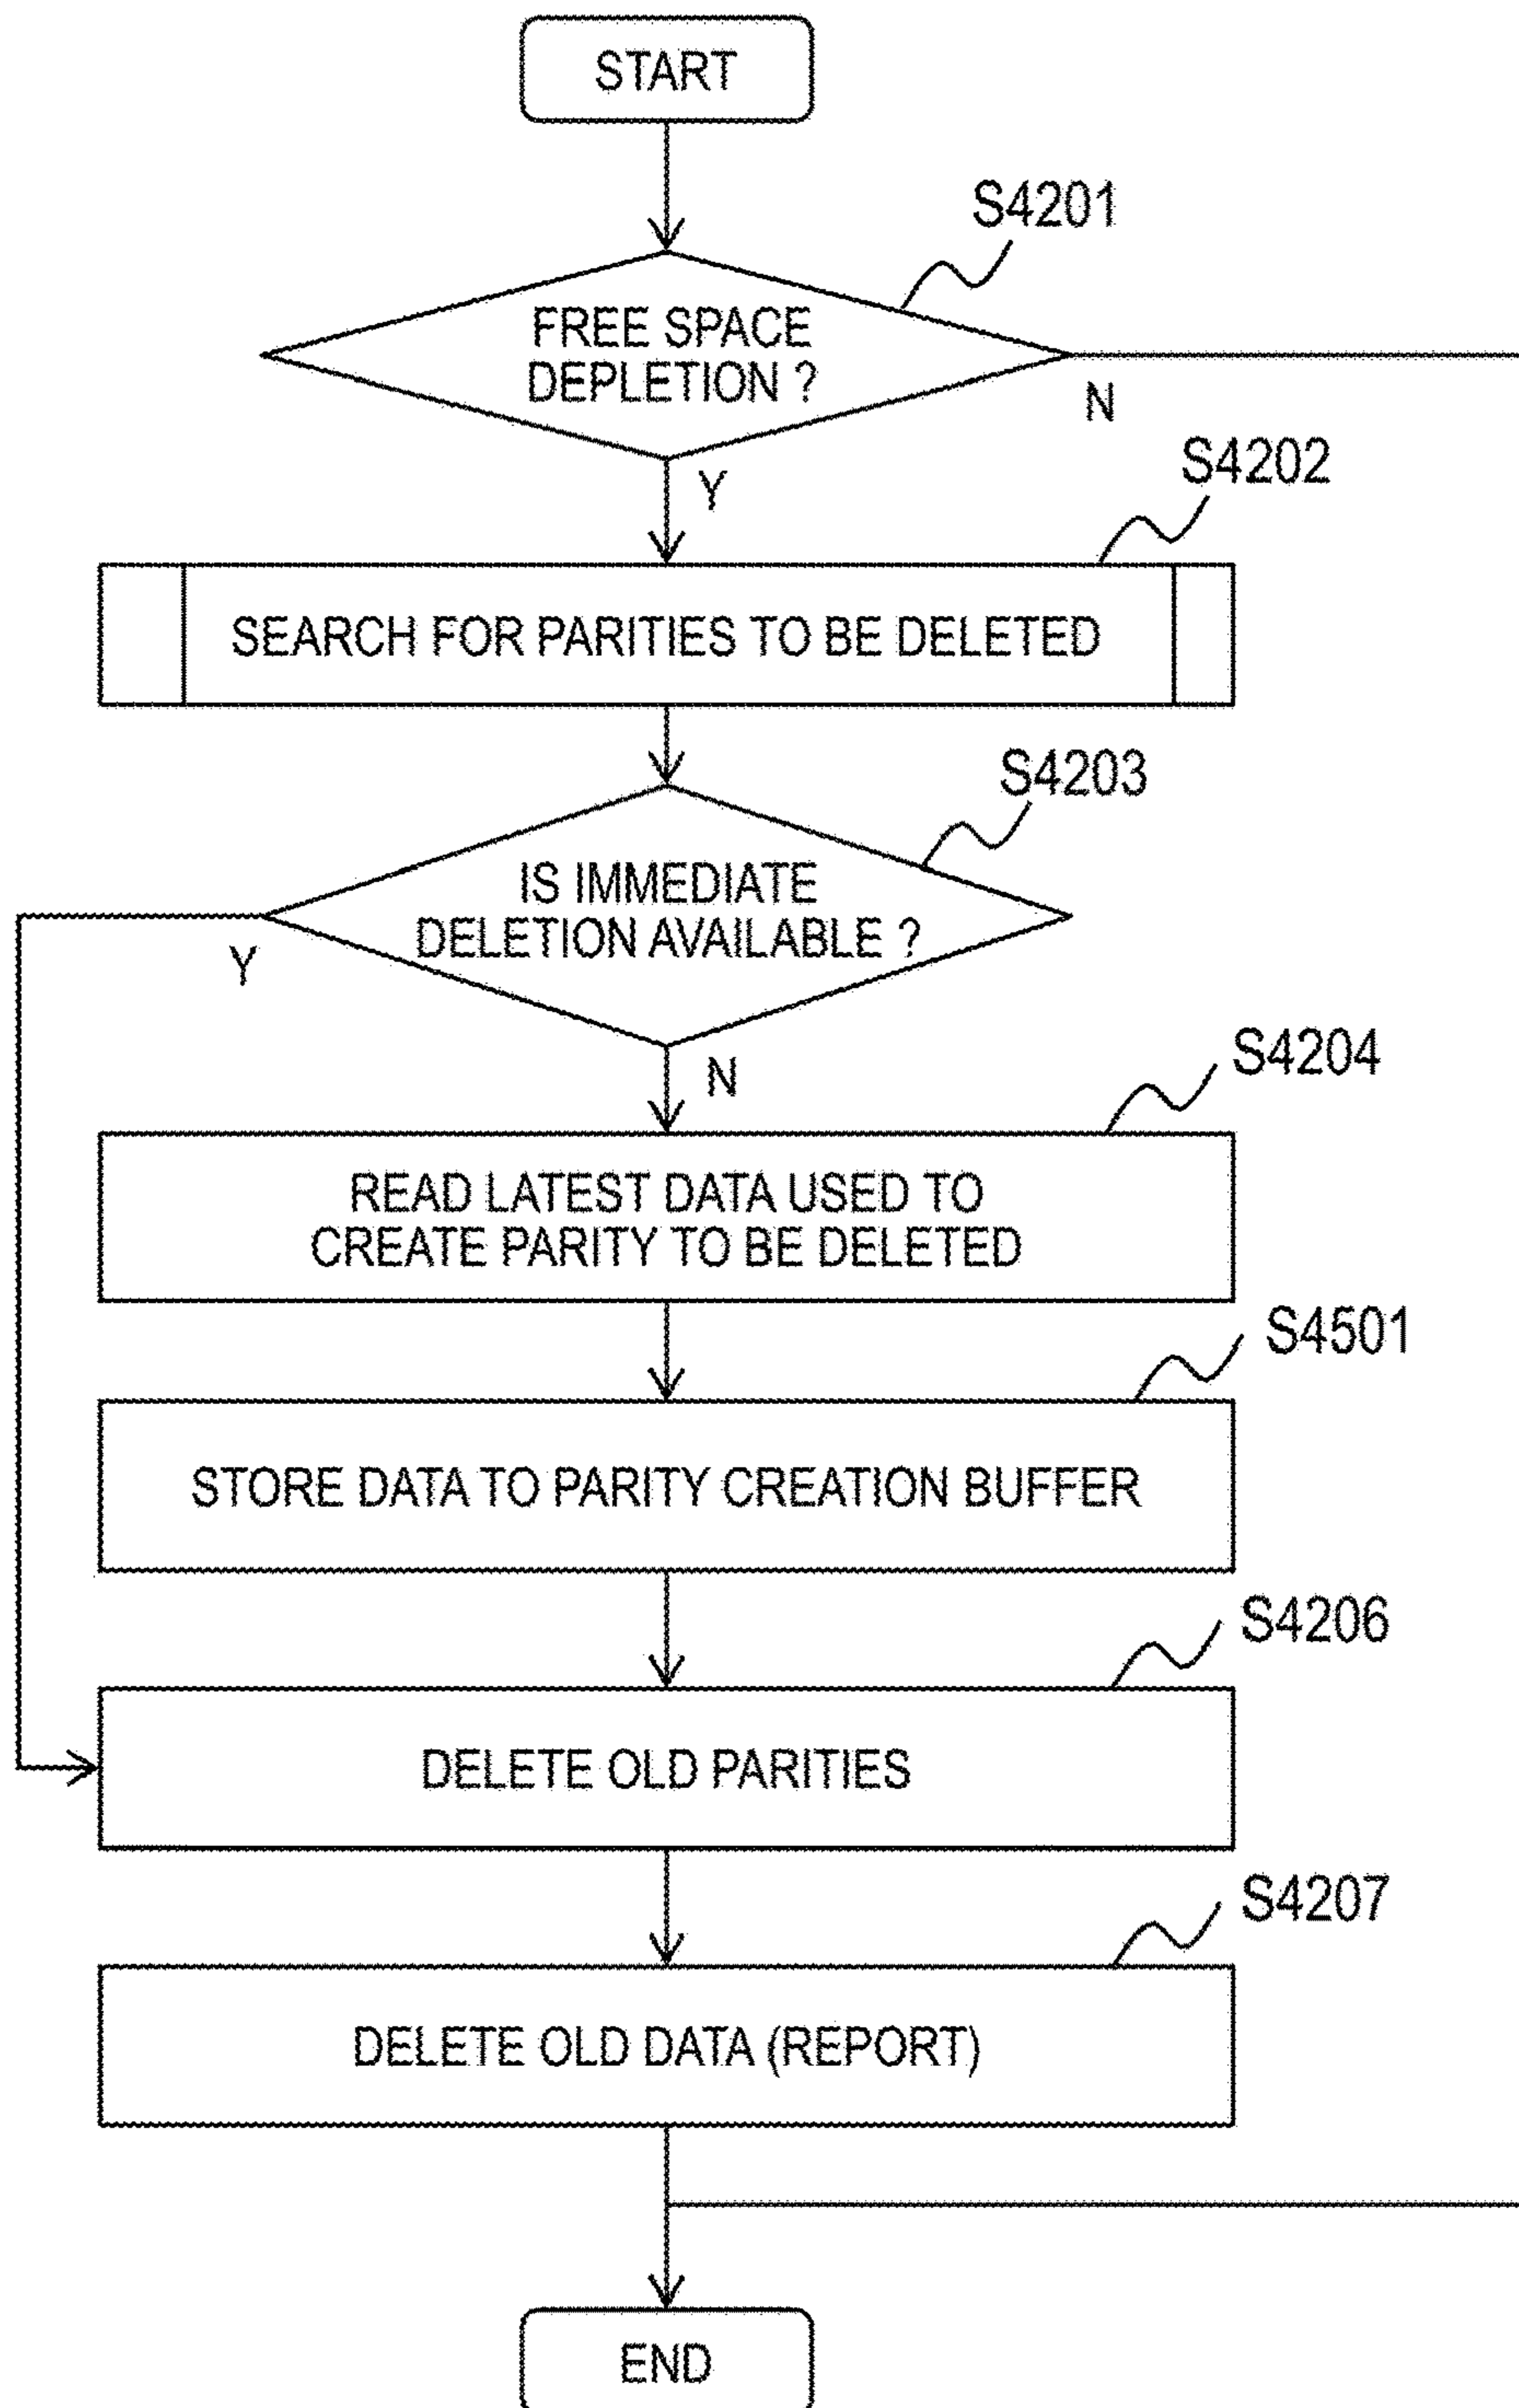 START
S4201
FREE SPACE
DEPLETION ?
N
Y
S4202
SEARCH FOR PARITIES TO BE DELETED
S4203
IS IMMEDIATE
DELETION AVAILABLE ?
Y
N
S4204
READ LATEST DATA USED TO
CREATE PARITY TO BE DELETED
S4501
STORE DATA TO PARITY CREATION BUFFER
S4206
DELETE OLD PARITIES
S4207
DELETE OLD DATA (REPORT)
END